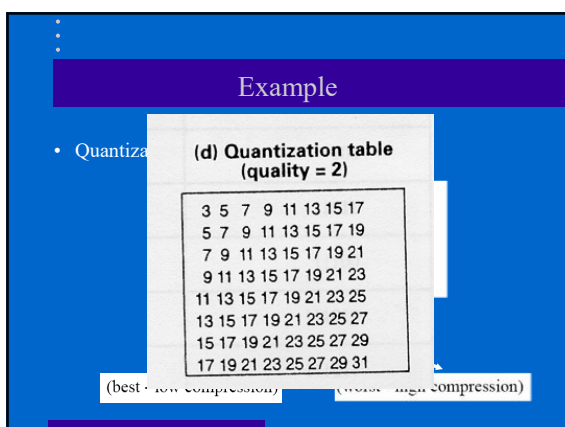 Example
• Quantiza
(d) Quantization table
(quality = 2)
3 5 7 9 11 13 15 17
5 7 9 11 13 15 17 19
7 9 11 13 15 17 19 21
9 11 13 15 17 19 21 23
11 13 15 17 19 21 23 25
13 15 17 19 21 23 25 27
15 17 19 21 23 25 27 29
17 19 21 23 25 27 29 31
(best - low compression) (worst - high compression)